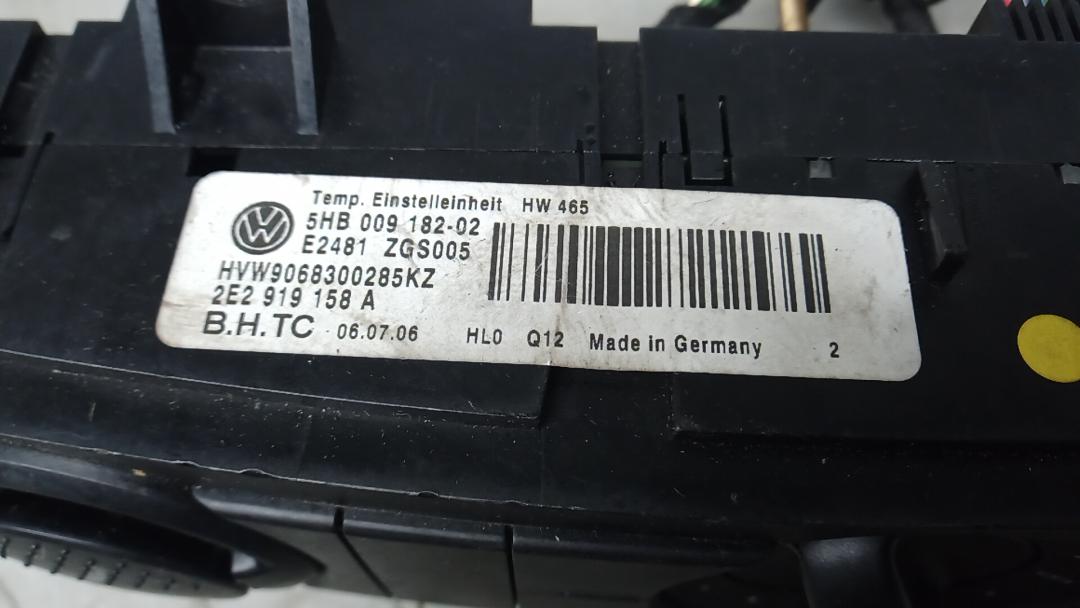 Temp. Einstelleinheit HW 465
5HB 009 182-02
E2481 ZGS005
HVW9068300285KZ
2E2 919 158 A
B.H.TC 06.07.06 HL0 Q12 Made in Germany 2